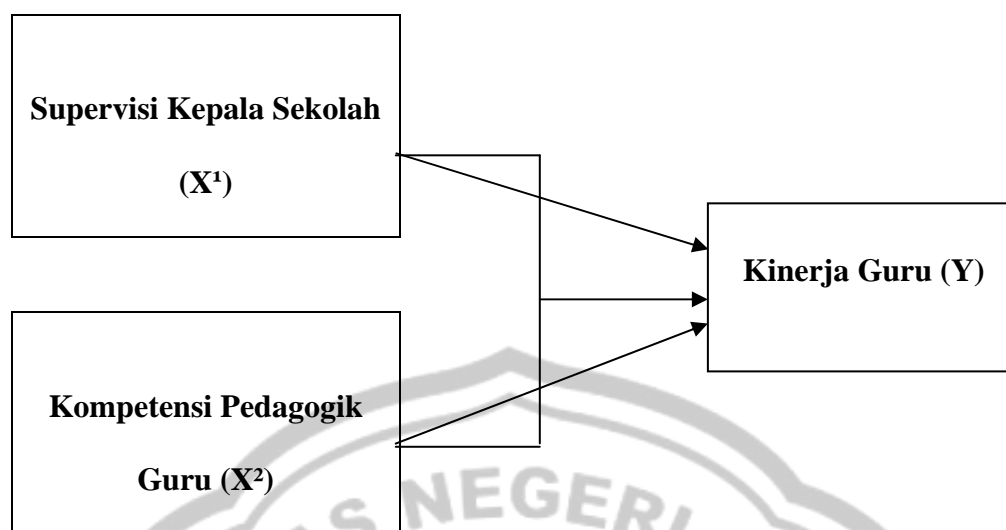 Supervisi Kepala Sekolah
(X¹)
Kinerja Guru (Y)
Kompetensi Pedagogik
Guru (X²)
NEGERI